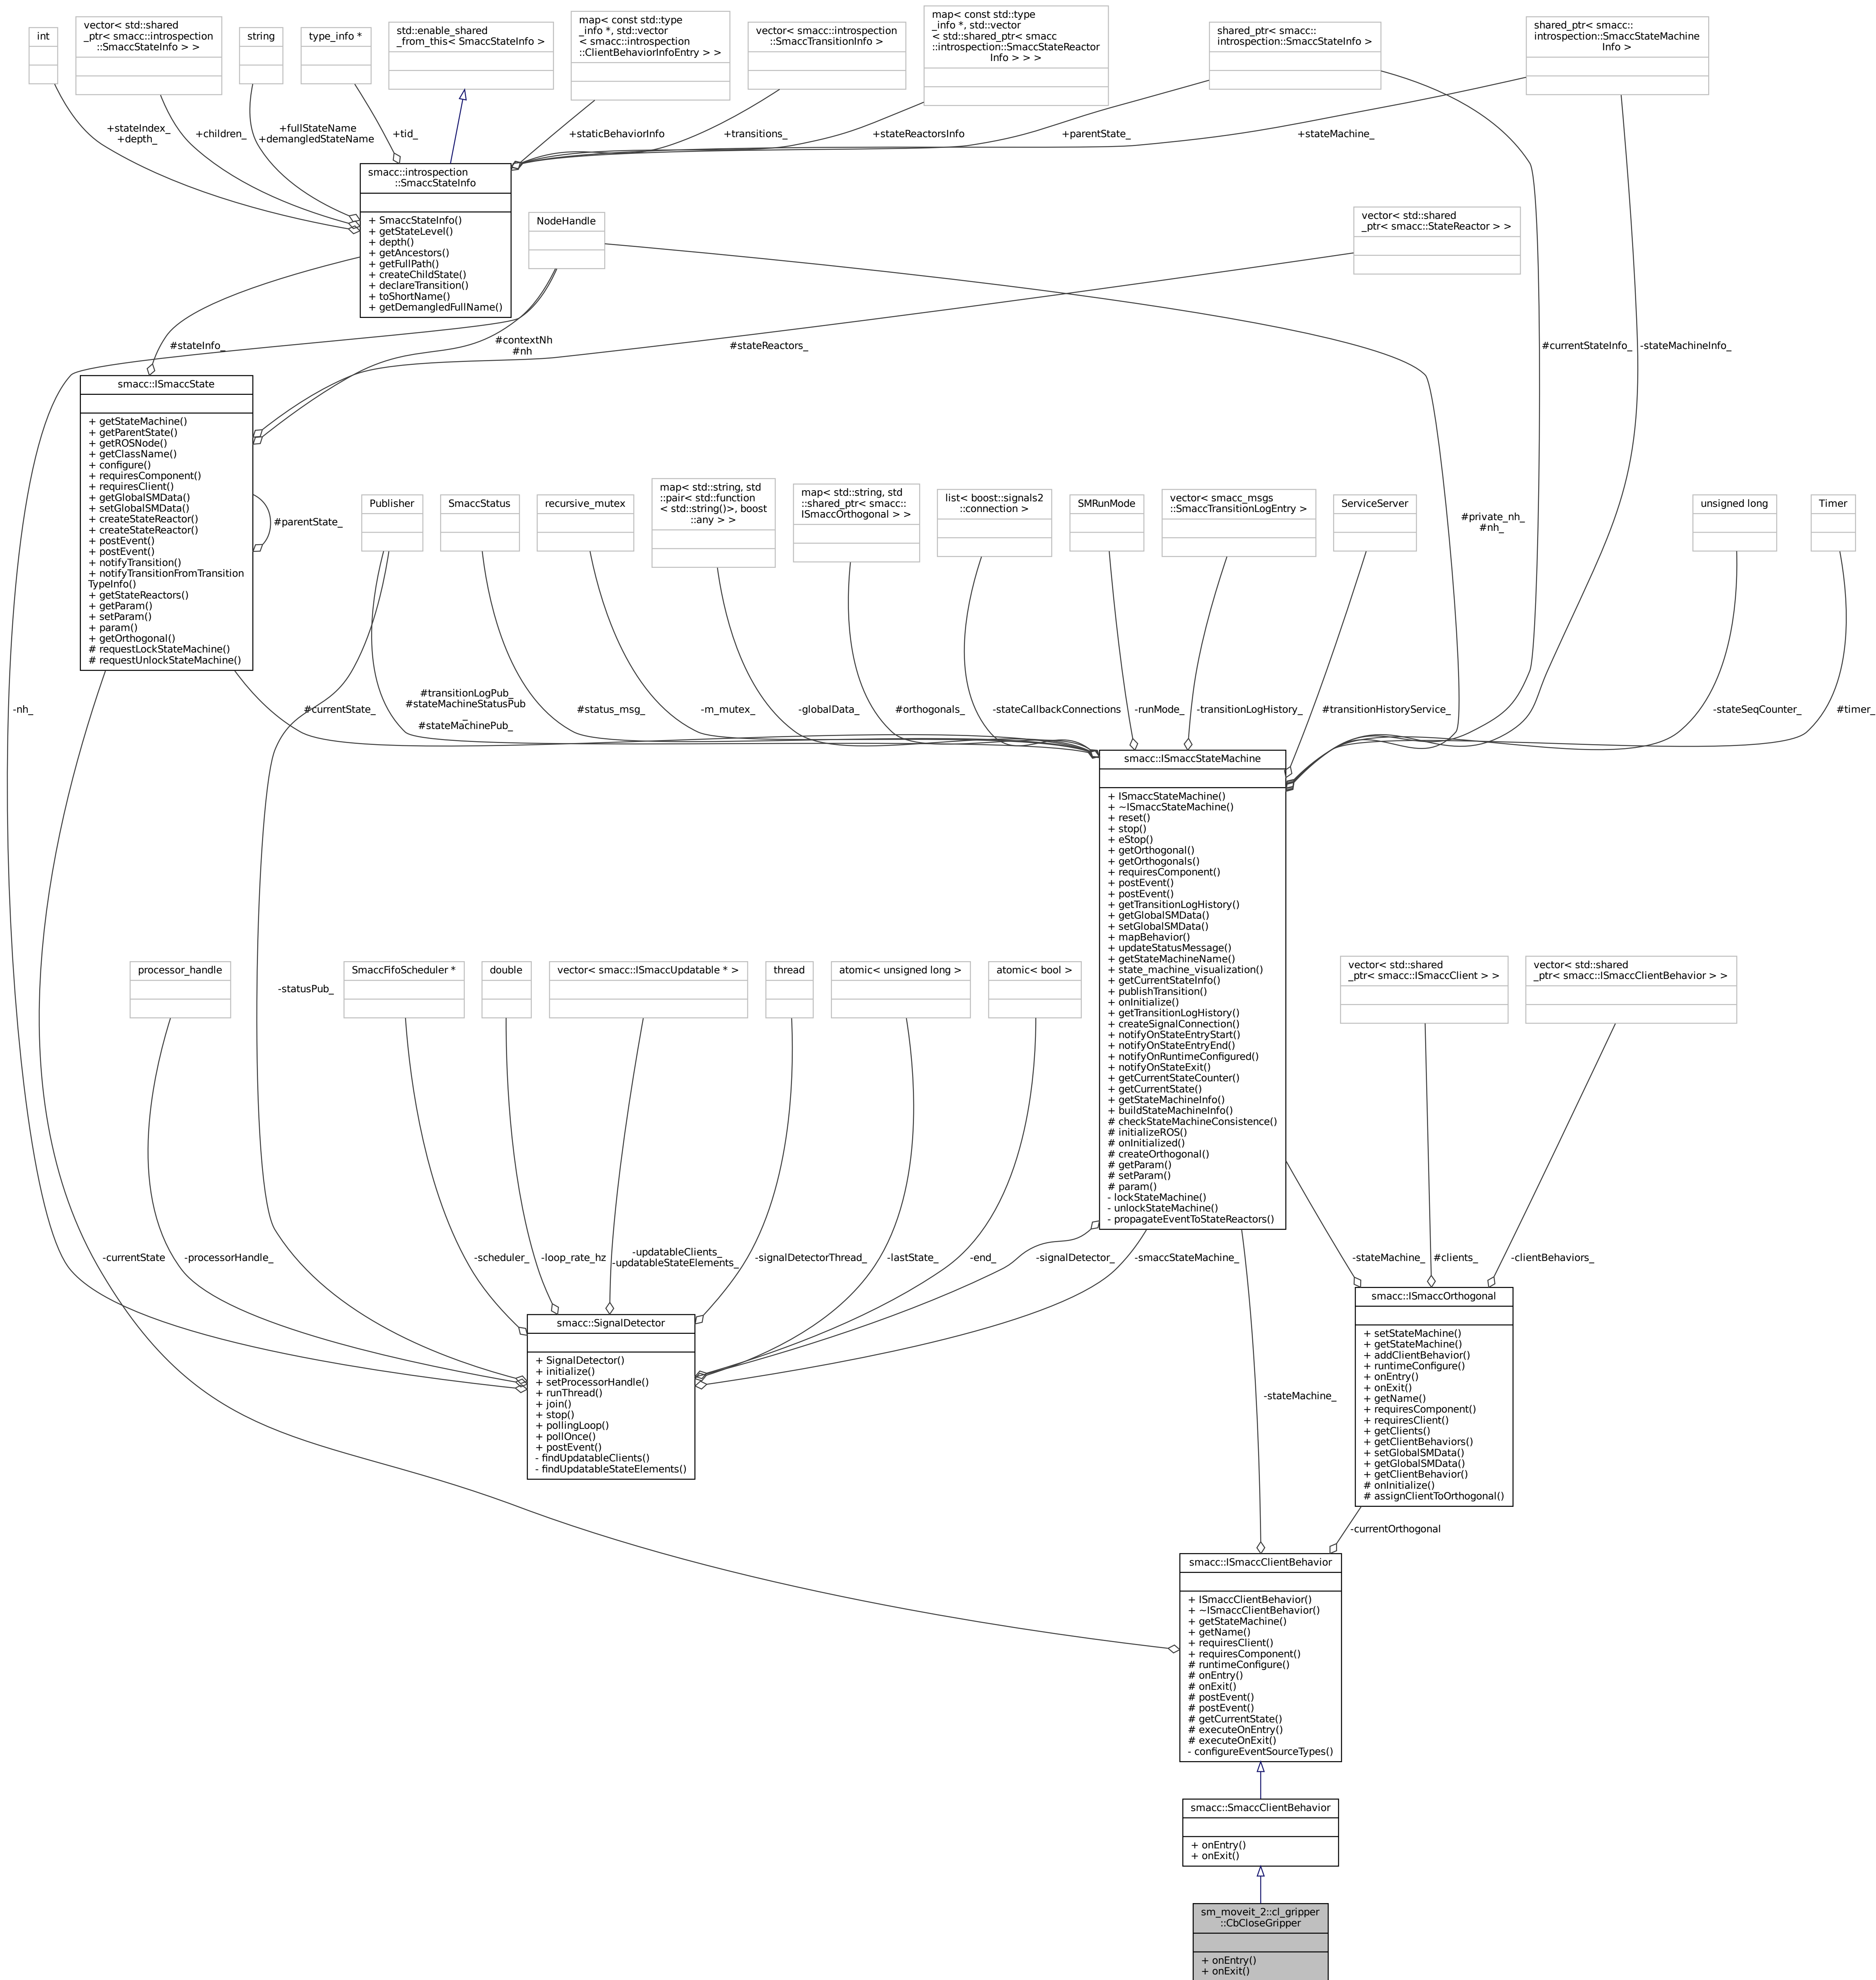 int
vector< std::shared
_ptr< smacc::introspection
::SmaccStateInfo > >
string
type_info *
std::enable_shared
_from_this< SmaccStateInfo >
map< const std::type
_info *, std::vector
< smacc::introspection
::ClientBehaviorInfoEntry > >
vector< smacc::introspection
::SmaccTransitionInfo >
map< const std::type
_info *, std::vector
< std::shared_ptr< smacc
::introspection::SmaccStateReactor
Info > > >
shared_ptr< smacc::
introspection::SmaccStateInfo >
shared_ptr< smacc::
introspection::SmaccStateMachine
Info >
+stateIndex_
+depth_
+children_
+fullStateName
+demangledStateName
+tid_
+staticBehaviorInfo
+transitions_
+stateReactorsInfo
+parentState_
+stateMachine_
smacc::introspection
::SmaccStateInfo
+ SmaccStateInfo()
+ getStateLevel()
+ depth()
+ getAncestors()
+ getFullPath()
+ createChildState()
+ declareTransition()
+ toShortName()
+ getDemangledFullName()
NodeHandle
vector< std::shared
_ptr< smacc::StateReactor > >
#stateInfo_
#contextNh
#nh
#stateReactors_
#currentStateInfo_
-stateMachineInfo_
smacc::ISmaccState
+ getStateMachine()
+ getParentState()
+ getROSNode()
+ getClassName()
+ configure()
+ requiresComponent()
+ requiresClient()
+ getGlobalSMData()
+ setGlobalSMData()
+ createStateReactor()
+ createStateReactor()
+ postEvent()
+ postEvent()
+ notifyTransition()
+ notifyTransitionFromTransition
TypeInfo()
+ getStateReactors()
+ getParam()
+ setParam()
+ param()
+ getOrthogonal()
# requestLockStateMachine()
# requestUnlockStateMachine()
#parentState_
Publisher
SmaccStatus
recursive_mutex
map< std::string, std
::pair< std::function
< std::string()>, boost
::any > >
map< std::string, std
::shared_ptr< smacc::
ISmaccOrthogonal > >
list< boost::signals2
::connection >
SMRunMode
vector< smacc_msgs
::SmaccTransitionLogEntry >
ServiceServer
#private_nh_
#nh_
unsigned long
Timer
-nh_
#currentState_
#transitionLogPub_
#stateMachineStatusPub
_
#stateMachinePub_
#status_msg_
-m_mutex_
-globalData_
#orthogonals_
-stateCallbackConnections
-runMode_
-transitionLogHistory_
#transitionHistoryService_
-stateSeqCounter_
#timer_
smacc::ISmaccStateMachine
+ ISmaccStateMachine()
+ ~ISmaccStateMachine()
+ reset()
+ stop()
+ eStop()
+ getOrthogonal()
+ getOrthogonals()
+ requiresComponent()
+ postEvent()
+ postEvent()
+ getTransitionLogHistory()
+ getGlobalSMData()
+ setGlobalSMData()
+ mapBehavior()
+ updateStatusMessage()
+ getStateMachineName()
+ state_machine_visualization()
+ getCurrentStateInfo()
+ publishTransition()
+ onInitialize()
+ getTransitionLogHistory()
+ createSignalConnection()
+ notifyOnStateEntryStart()
+ notifyOnStateEntryEnd()
+ notifyOnRuntimeConfigured()
+ notifyOnStateExit()
+ getCurrentStateCounter()
+ getCurrentState()
+ getStateMachineInfo()
+ buildStateMachineInfo()
# checkStateMachineConsistence()
# initializeROS()
# onInitialized()
# createOrthogonal()
# getParam()
# setParam()
# param()
- lockStateMachine()
- unlockStateMachine()
- propagateEventToStateReactors()
processor_handle
-statusPub_
SmaccFifoScheduler *
double
vector< smacc::ISmaccUpdatable * >
thread
atomic< unsigned long >
atomic< bool >
vector< std::shared
_ptr< smacc::ISmaccClient > >
vector< std::shared
_ptr< smacc::ISmaccClientBehavior > >
-currentState
-processorHandle_
-scheduler_
-loop_rate_hz
-updatableClients_
-updatableStateElements_
-signalDetectorThread_
-lastState_
-end_
-signalDetector_
-smaccStateMachine_
-stateMachine_
#clients_
-clientBehaviors_
smacc::SignalDetector
+ SignalDetector()
+ initialize()
+ setProcessorHandle()
+ runThread()
+ join()
+ stop()
+ pollingLoop()
+ pollOnce()
+ postEvent()
- findUpdatableClients()
- findUpdatableStateElements()
smacc::ISmaccOrthogonal
+ setStateMachine()
+ getStateMachine()
+ addClientBehavior()
+ runtimeConfigure()
+ onEntry()
+ onExit()
+ getName()
+ requiresComponent()
+ requiresClient()
+ getClients()
+ getClientBehaviors()
+ setGlobalSMData()
+ getGlobalSMData()
+ getClientBehavior()
# onInitialize()
# assignClientToOrthogonal()
-stateMachine_
-currentOrthogonal
smacc::ISmaccClientBehavior
+ ISmaccClientBehavior()
+ ~ISmaccClientBehavior()
+ getStateMachine()
+ getName()
+ requiresClient()
+ requiresComponent()
# runtimeConfigure()
# onEntry()
# onExit()
# postEvent()
# postEvent()
# getCurrentState()
# executeOnEntry()
# executeOnExit()
- configureEventSourceTypes()
smacc::SmaccClientBehavior
+ onEntry()
+ onExit()
sm_moveit_2::cl_gripper
::CbCloseGripper
+ onEntry()
+ onExit()